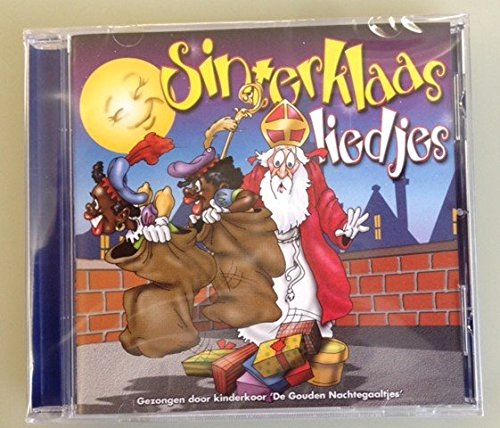 Sinterklaas
liedjes
Gezongen door kinderkoor 'De Gouden Nachtegaaltjes'